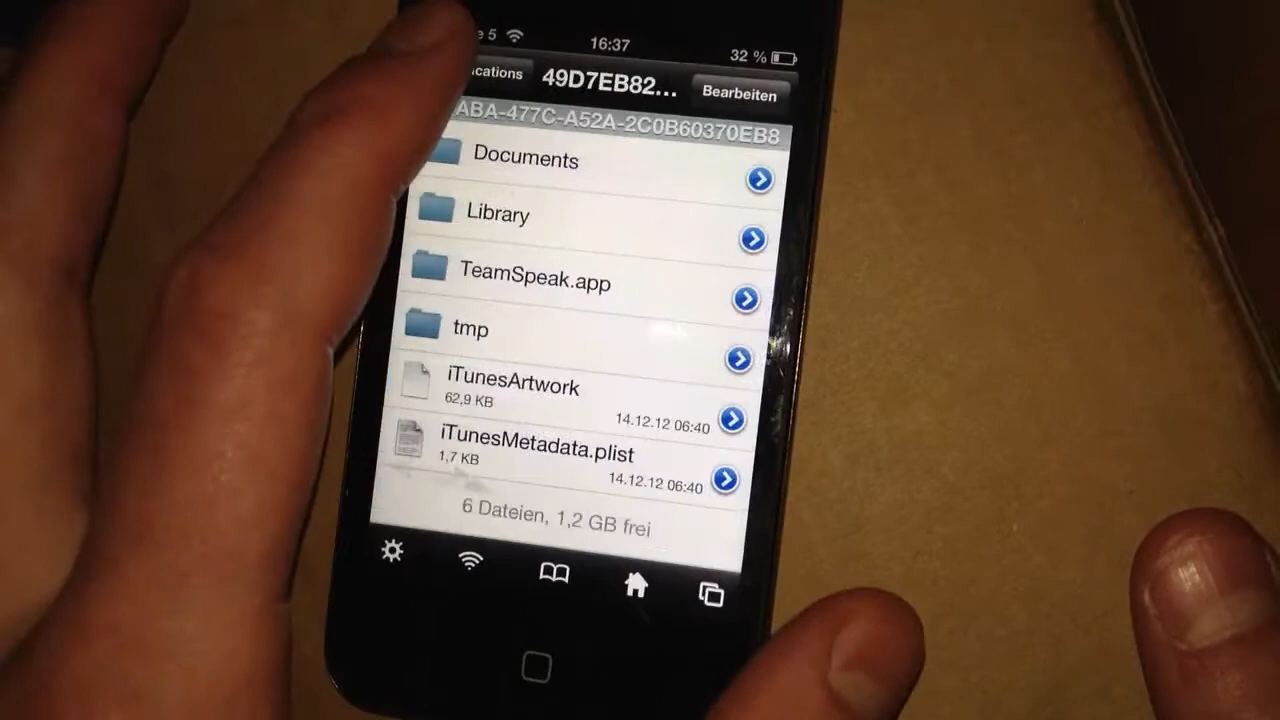 e 5 16:37 32 %
ications 49D7EB82... Bearbeiten
ABA-477C-A52A-2C0B60370EB8
Documents
Library
TeamSpeak.app
tmp
iTunesArtwork
62,9 KB 14.12.12 06:40
iTunesMetadata.plist
1,7 KB 14.12.12 06:40
6 Dateien, 1,2 GB frei